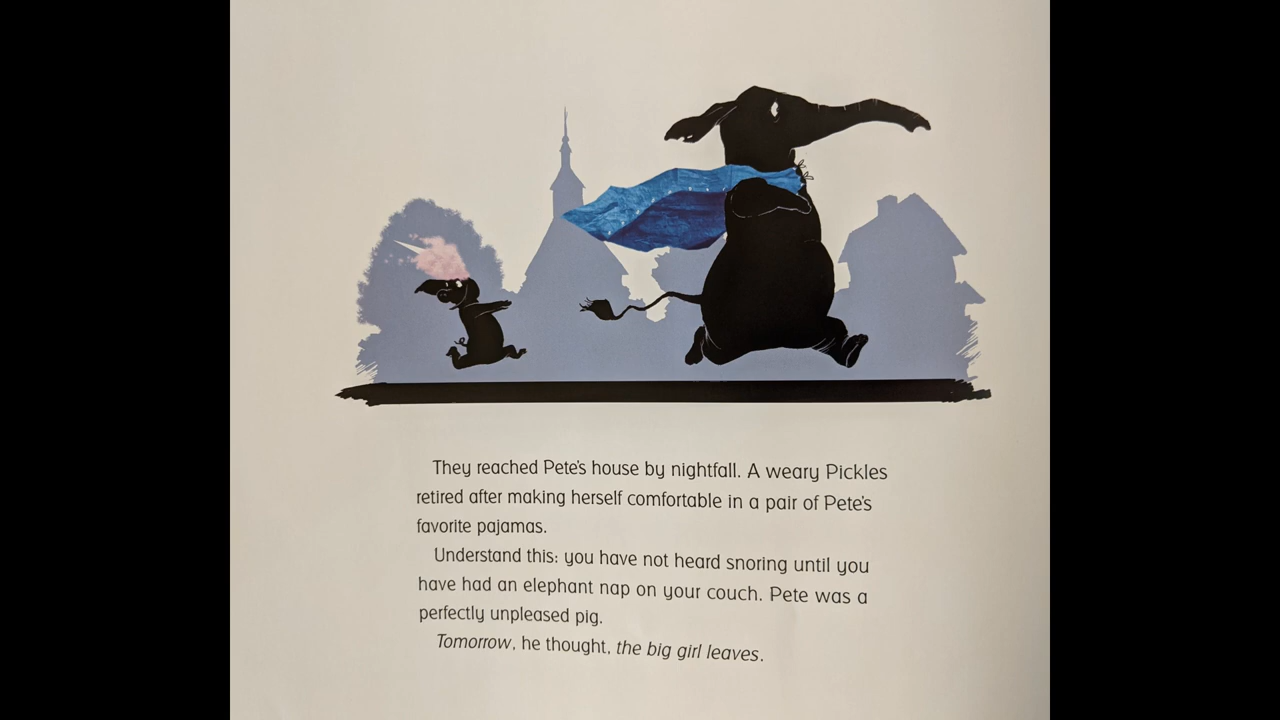 They reached Pete's house by nightfall. A weary Pickles
retired after making herself comfortable in a pair of Pete's
favorite pajamas.
Understand this: you have not heard snoring until you
have had an elephant nap on your couch. Pete was a
perfectly unpleased pig.
Tomorrow, he thought, the big girl leaves.